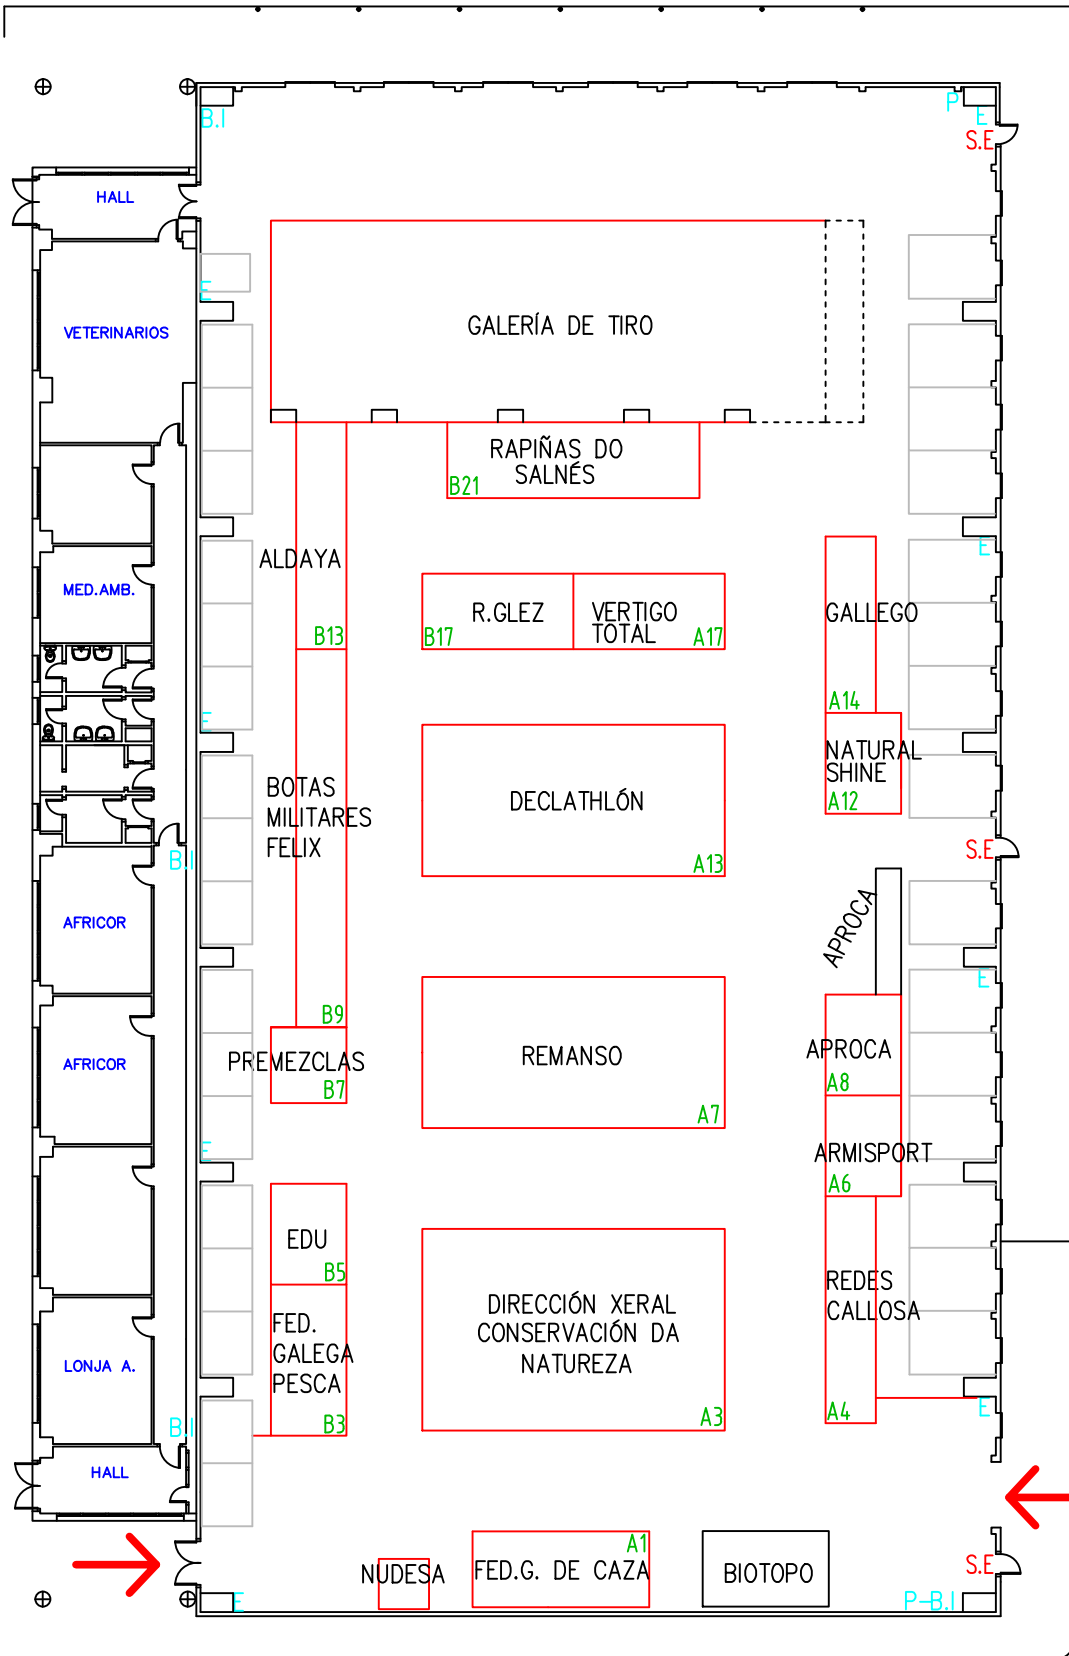 B.I
P
E
S.E
HALL
E
VETERINARIOS
GALERÍA DE TIRO
RAPIÑAS DO
SALNÉS
B21
ALDAYA
B13
E
MED.AMB.
R.GLEZ
B17
VERTIGO
TOTAL
A17
GALLEGO
A14
E
NATURAL
SHINE
A12
BOTAS
MILITARES
FELIX
B9
DECLATHLÓN
A13
S.E
B.I
AFRICOR
APROCA
E
AFRICOR
PREMEZCLAS
B7
REMANSO
A7
APROCA
A8
E
ARMISPORT
A6
EDU
B5
REDES
CALLOSA
A4
DIRECCIÓN XERAL
CONSERVACIÓN DA
NATUREZA
A3
FED.
GALEGA
PESCA
B3
LONJA A.
E
B.I
HALL
A1
NUDESA
FED.G. DE CAZA
BIOTOPO
S.E
E
P-B.I